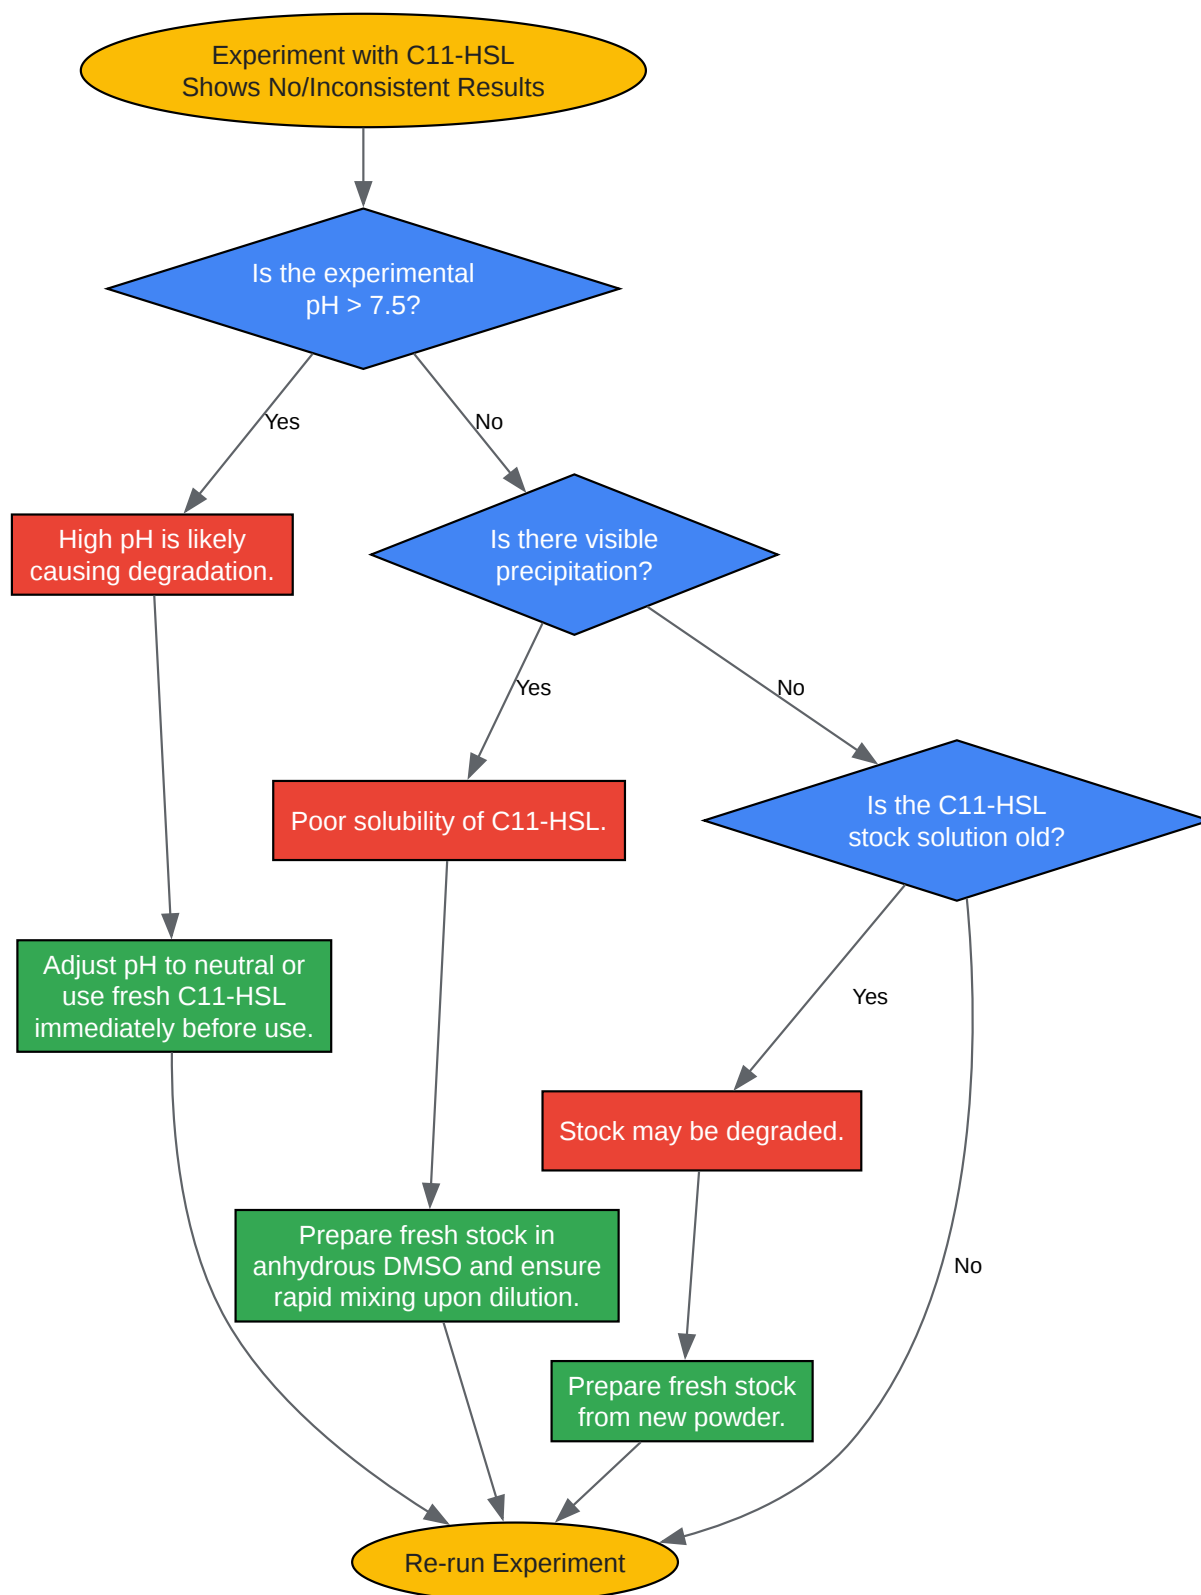 Experiment with C11-HSL
Shows No/Inconsistent Results
Is the experimental
pH > 7.5?
Yes
No
High pH is likely
causing degradation.
Is there visible
precipitation?
Yes
No
Poor solubility of C11-HSL.
Is the C11-HSL
stock solution old?
Adjust pH to neutral or
use fresh C11-HSL
immediately before use.
Yes
Stock may be degraded.
Prepare fresh stock in
anhydrous DMSO and ensure
rapid mixing upon dilution.
No
Prepare fresh stock
from new powder.
Re-run Experiment